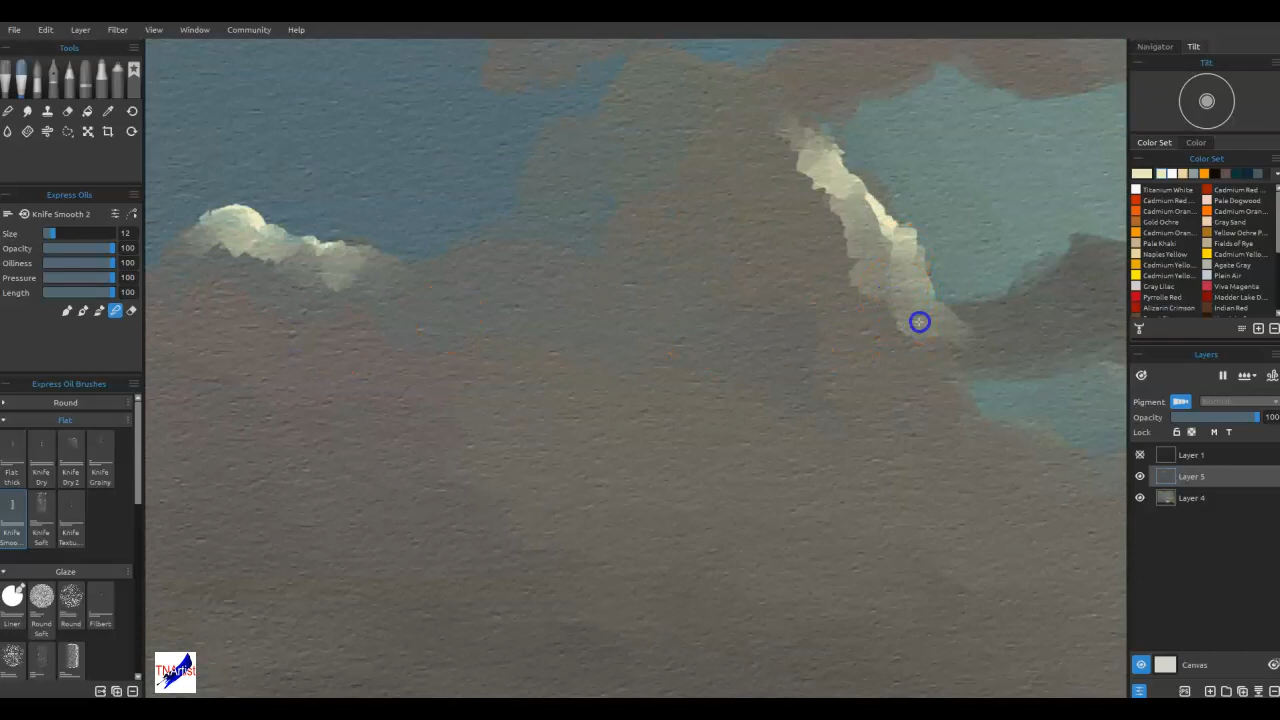 File Edit Layer View Filter Window Community Help
Tools
Express Oils
Knife Smooth 2
Size 12
Opacity 100
Oiliness 100
Pressure 100
Length 100
Express Oil Brushes
Round
Flat
Flat thick
Knife Dry
Knife Dry 2
Knife Grainy
Knife Smoo...
Knife Soft
Knife Textu...
Glaze
Liner
Round Soft
Round
Filbert
TNArtist
Navigator Tilt
Tilt
Color Set Color
Color Set
Titanium White Cadmium Red ...
Cadmium Red ... Pale Dogwood
Cadmium Oran... Cadmium Oran...
Gold Ochre Gray Sand
Cadmium Oran... Yellow Ochre P...
Pale Khaki Fields of Rye
Naples Yellow Cadmium Yello...
Cadmium Yello... Agate Gray
Cadmium Yello... Plain Air
Gray Lilac Viva Magenta
Pyrrolle Red Madder Lake D...
Alizarin Crimson Indian Red
Layers
Pigment
Opacity 100
Lock M T
Layer 1
Layer 5
Layer 4
Canvas
PS